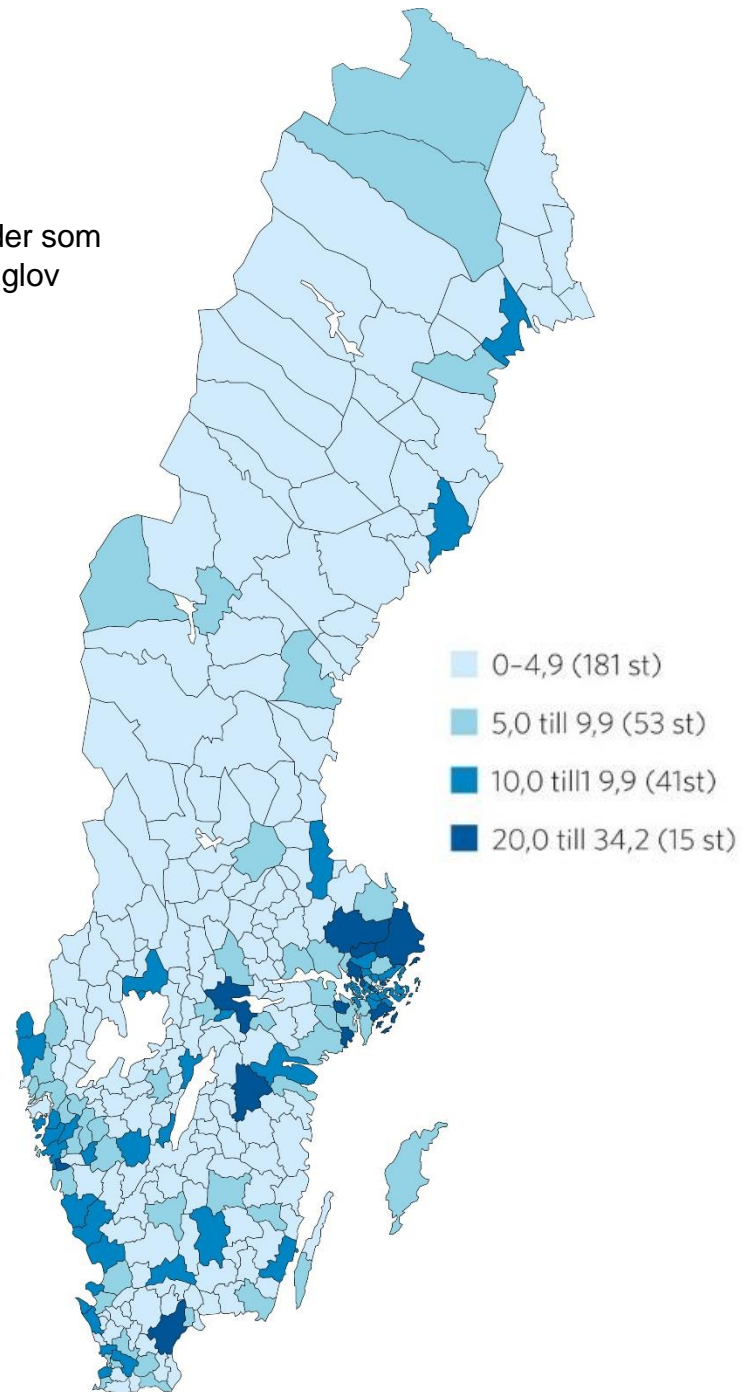 ler som
glov
0–4,9 (181 st)
5,0 till 9,9 (53 st)
10,0 till1 9,9 (41st)
20,0 till 34,2 (15 st)